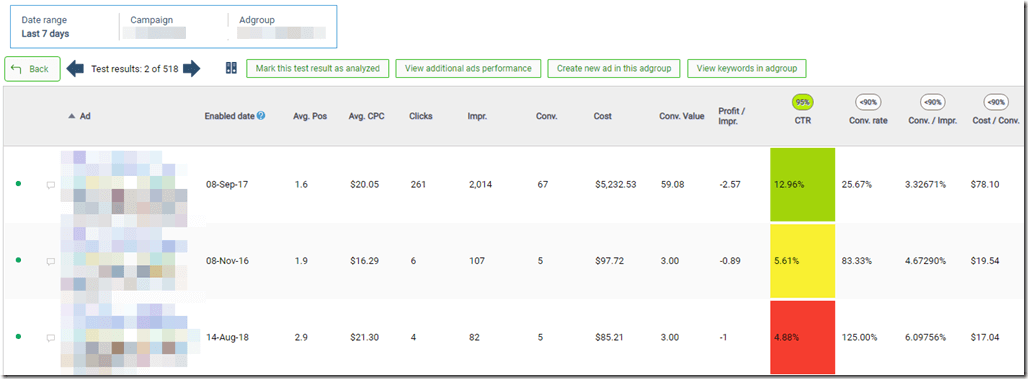 Date range Campaign Adgroup
Last 7 days
Back Test results: 2 of 518 Mark this test result as analyzed View additional ads performance Create new ad in this adgroup View keywords in adgroup
95% <90% <90% <90%
Ad Enabled date ? Avg. Pos Avg. CPC Clicks Impr. Conv. Cost Conv. Value Profit / Impr. CTR Conv. rate Conv. / Impr. Cost / Conv.
08-Sep-17 1.6 $20.05 261 2,014 67 $5,232.53 59.08 -2.57 12.96% 25.67% 3.32671% $78.10
08-Nov-16 1.9 $16.29 6 107 5 $97.72 3.00 -0.89 5.61% 83.33% 4.67290% $19.54
14-Aug-18 2.9 $21.30 4 82 5 $85.21 3.00 -1 4.88% 125.00% 6.09756% $17.04